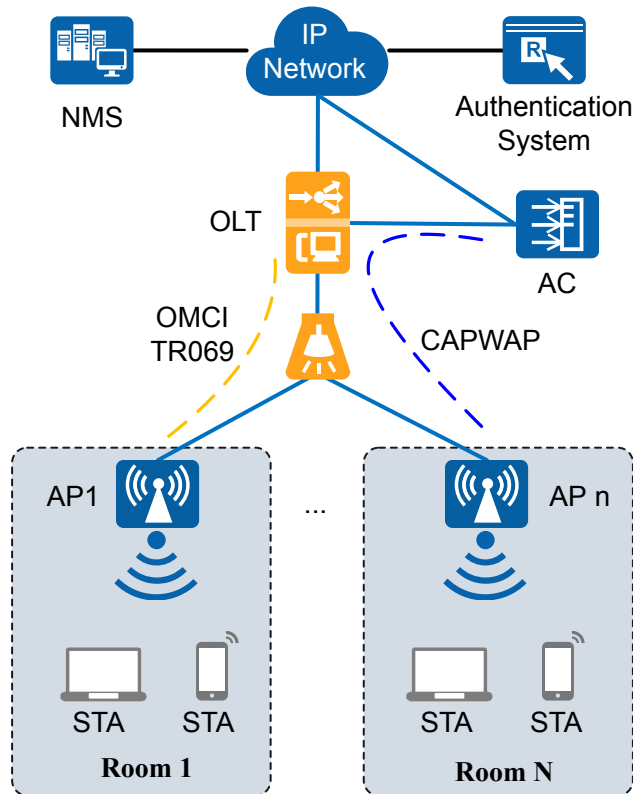 IP
Network
NMS
Authentication
System
R
OLT
AC
OMCI
TR069
CAPWAP
AP1
...
AP n
STA
STA
STA
STA
Room 1
Room N